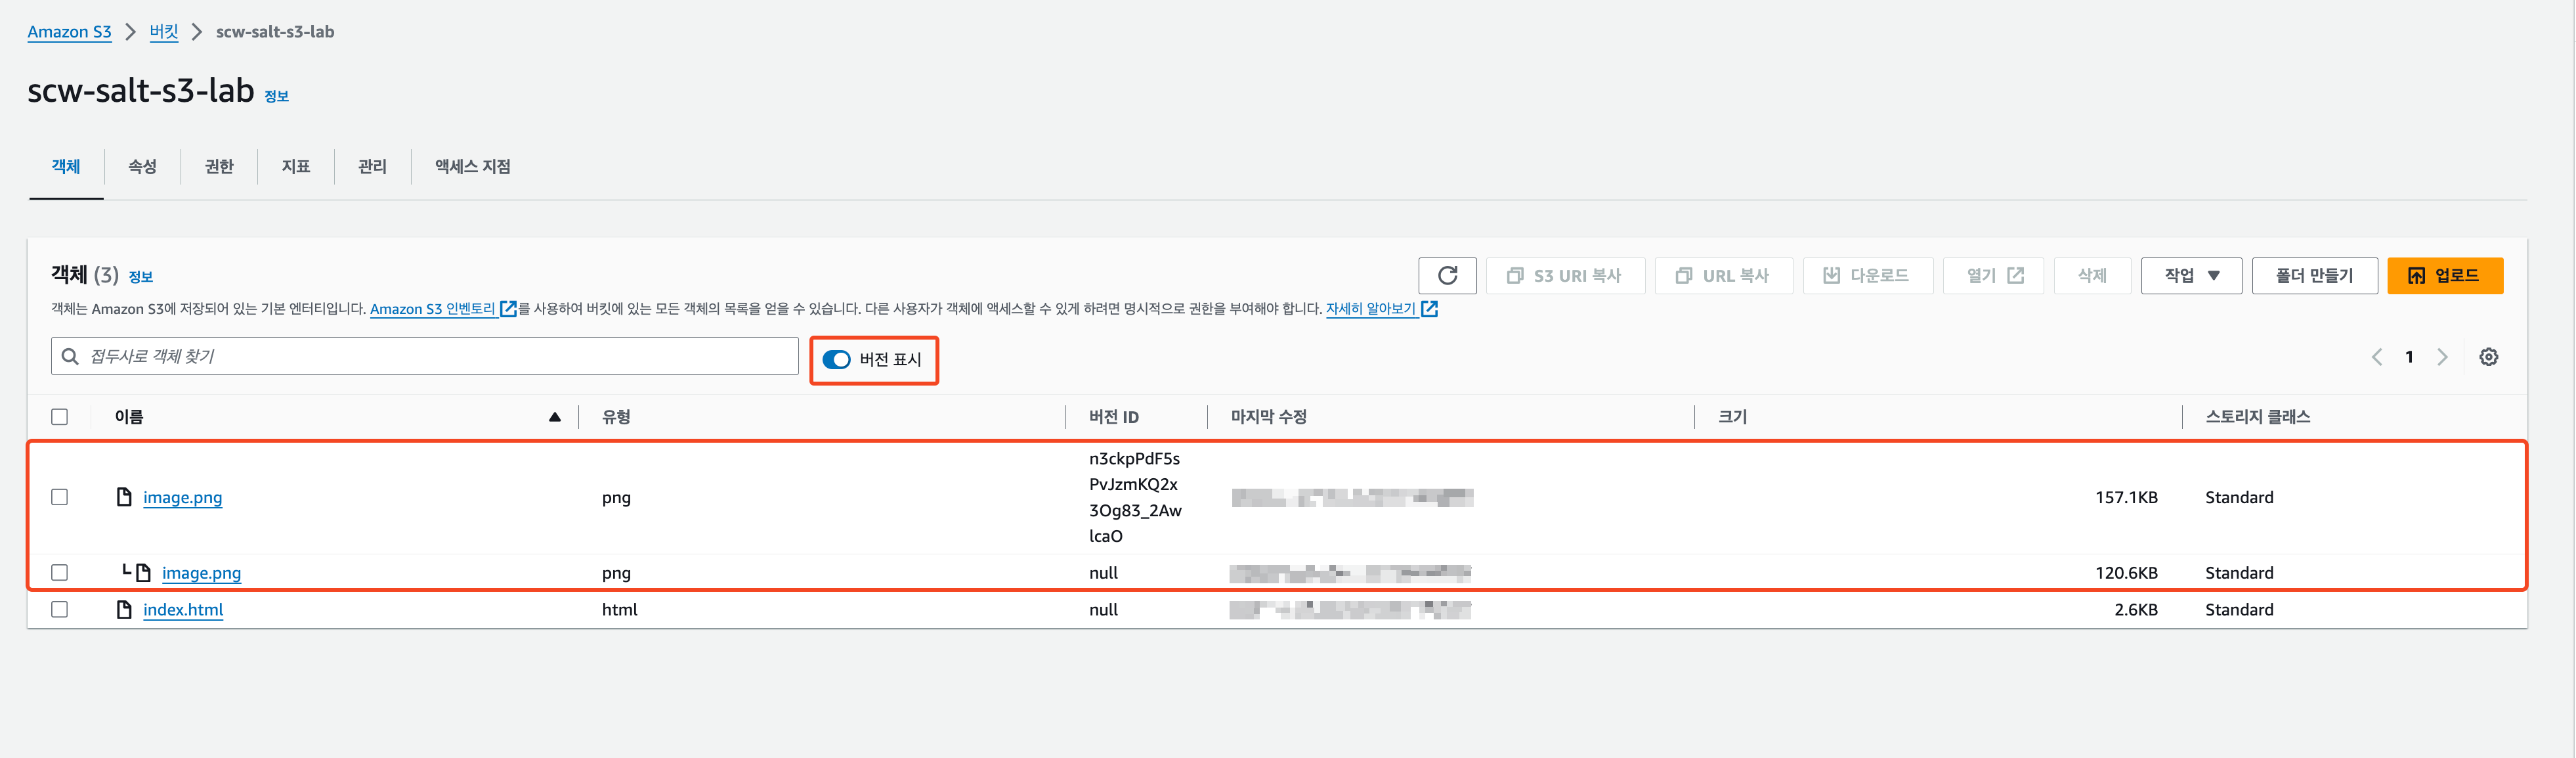 Amazon S3 > 버킷 > scw-salt-s3-lab
scw-salt-s3-lab 정보
객체 속성 권한 지표 관리 액세스 지점
객체 (3) 정보
S3 URI 복사 URL 복사 다운로드 열기 삭제 작업 폴더 만들기 업로드
객체는 Amazon S3에 저장되어 있는 기본 엔터티입니다. Amazon S3 인벤토리를 사용하여 버킷에 있는 모든 객체의 목록을 얻을 수 있습니다. 다른 사용자가 객체에 액세스할 수 있게 하려면 명시적으로 권한을 부여해야 합니다. 자세히 알아보기
접두사로 객체 찾기 버전 표시 1
이름 유형 버전 ID 마지막 수정 크기 스토리지 클래스
image.png png n3ckpPdF5s
PvJzmKQ2x
3Og83_2Aw
lcaO 157.1KB Standard
image.png png null 120.6KB Standard
index.html html null 2.6KB Standard